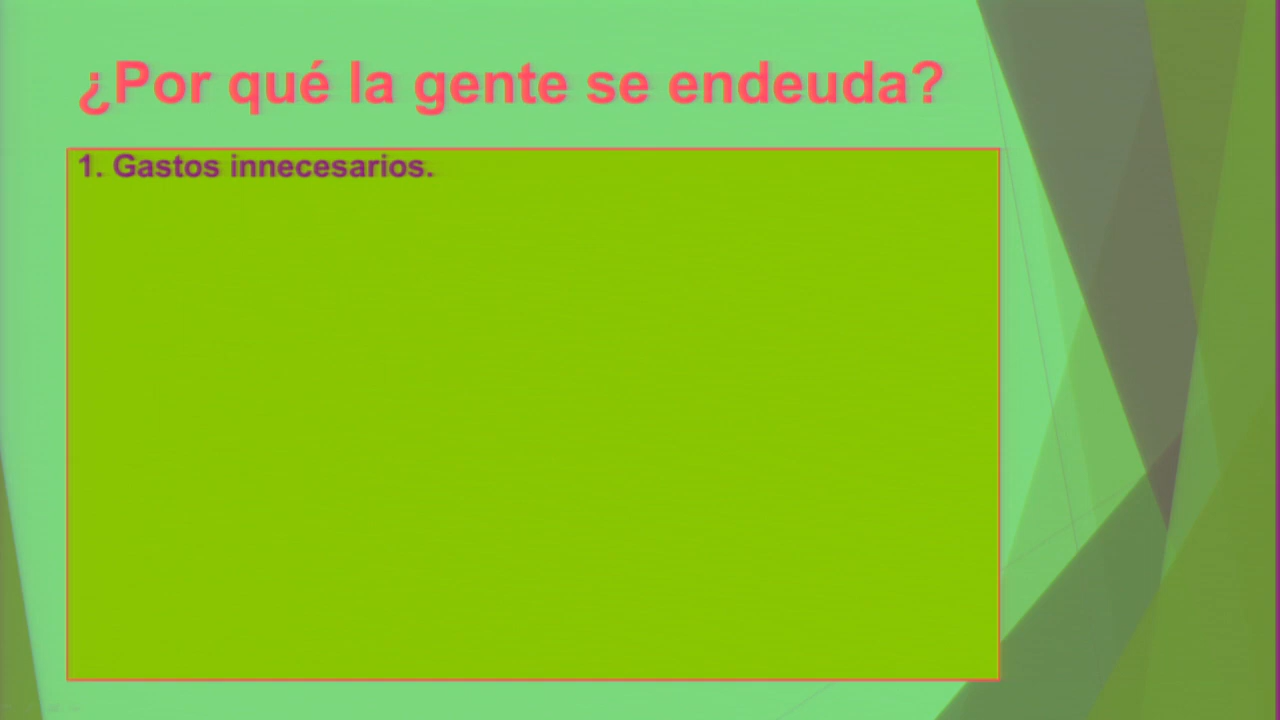 ¿Por qué la gente se endeuda?
1. Gastos innecesarios.